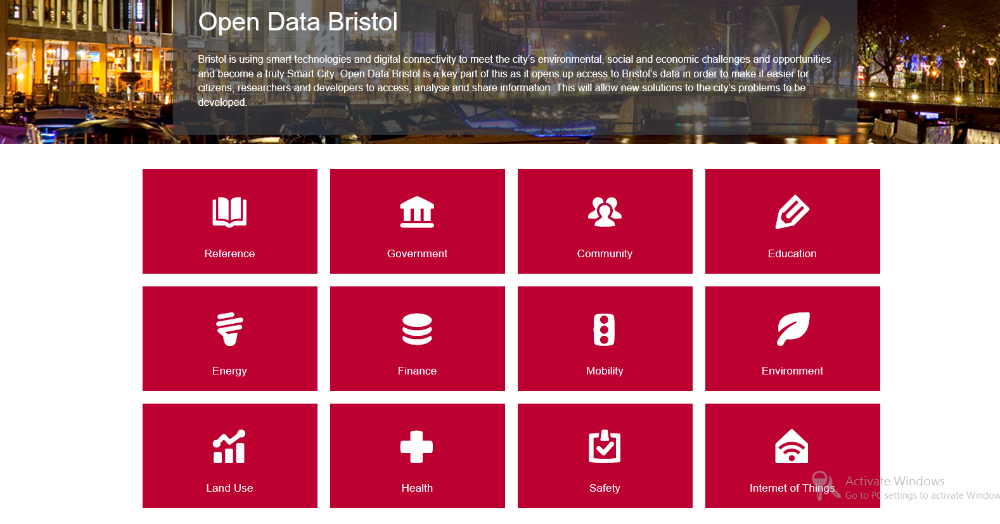 Open Data Bristol
Bristol is using smart technologies and digital connectivity to meet the city’s environmental, social and economic challenges and opportunities
and become a truly Smart City. Open Data Bristol is a key part of this as it opens up access to Bristol’s data in order to make it easier for
citizens, researchers and developers to access, analyse and share information. This will allow new solutions to the city’s problems to be
developed.
Reference
Government
Community
Education
Energy
Finance
Mobility
Environment
Land Use
Health
Safety
Internet of Things
Activate Windows
Go to PC settings to activate Window